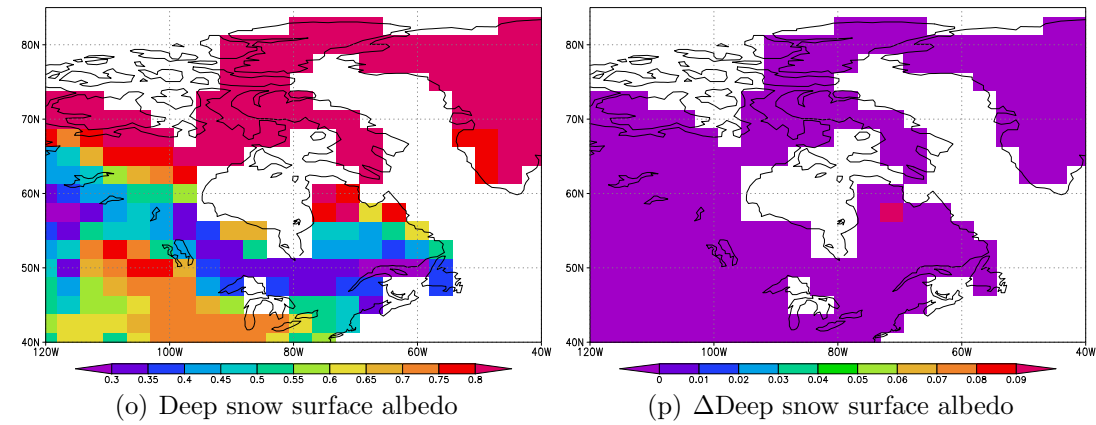 80N
70N
60N
50N
40N
120W 100W 80W 60W 40W
0.3 0.35 0.4 0.45 0.5 0.55 0.6 0.65 0.7 0.75 0.8
(o) Deep snow surface albedo
80N
70N
60N
50N
40N
120W 100W 80W 60W 40W
0 0.01 0.02 0.03 0.04 0.05 0.06 0.07 0.08 0.09
(p) ΔDeep snow surface albedo